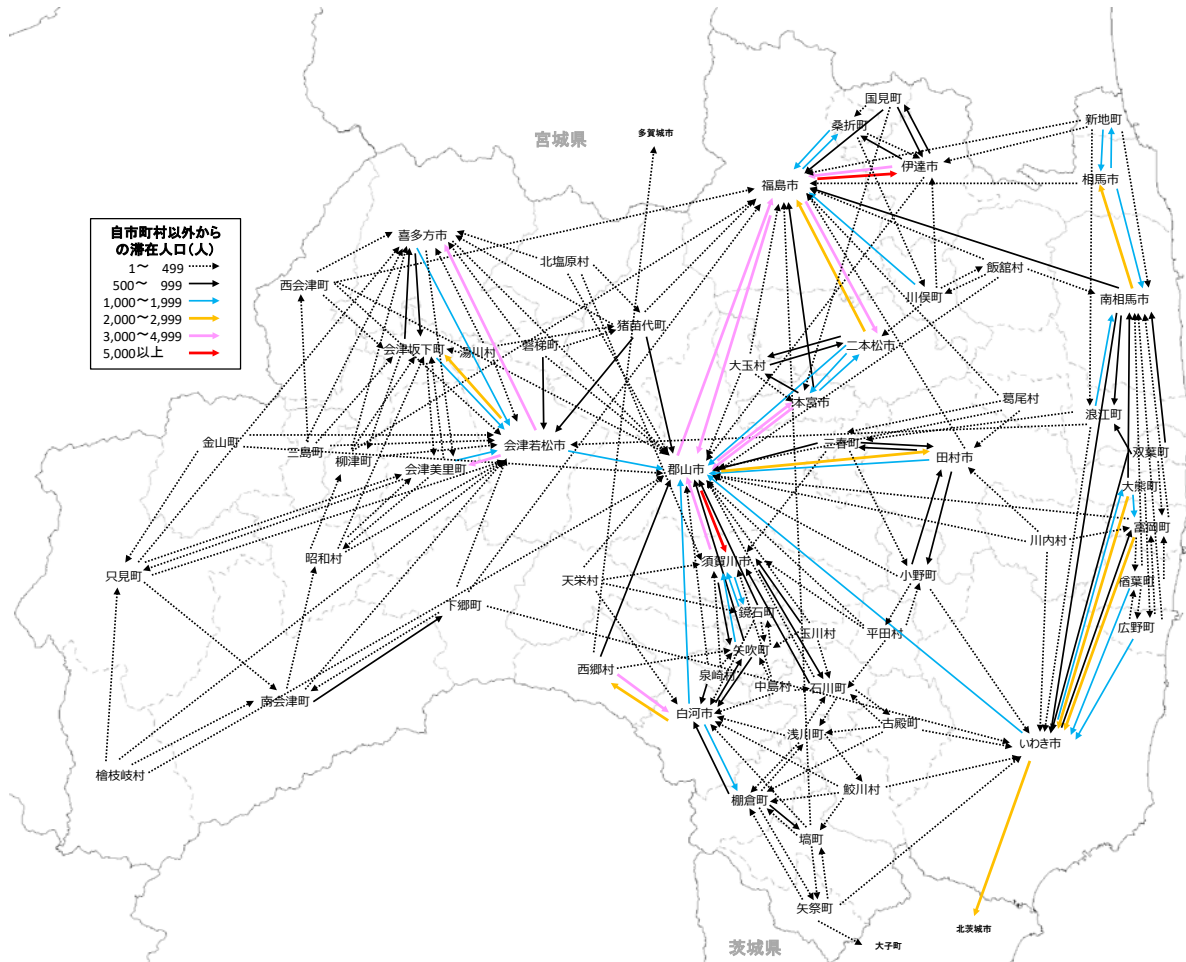 国見町
桑折町
新地町
宮城県
多賀城市
伊達市
相馬市
福島市
自市町村以外から
の滞在人口(人)
1～ 499
500～ 999
1,000～1,999
2,000～2,999
3,000～4,999
5,000以上
喜多方市
北塩原村
飯舘村
西会津町
川俣町
南相馬市
猪苗代町
会津坂下町
湯川村
磐梯町
二本松市
大玉村
本宮市
葛尾村
浪江町
金山町
三島町
柳津町
会津若松市
会津美里町
郡山市
三春町
田村市
双葉町
大熊町
富岡町
川内村
昭和村
只見町
須賀川市
天栄村
小野町
楢葉町
下郷町
鏡石町
玉川村
平田村
広野町
矢吹町
西郷村
泉崎村
中島村
石川町
南会津町
白河市
浅川町
古殿町
いわき市
檜枝岐村
棚倉町
鮫川村
塙町
矢祭町
北茨城市
茨城県
大子町